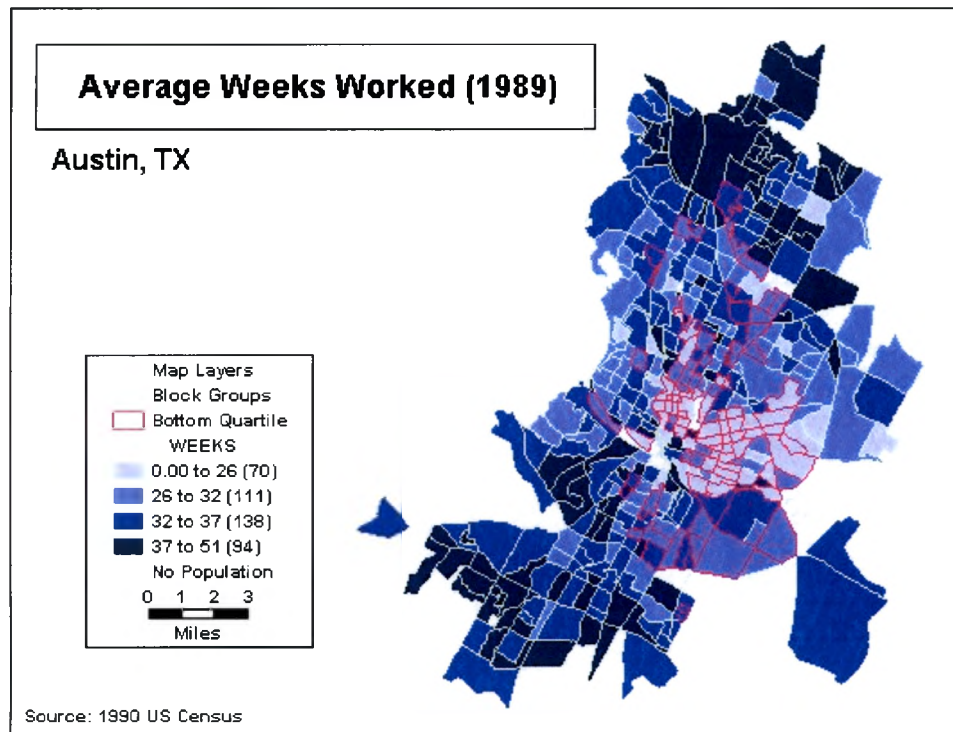 Average Weeks Worked (1989)
Austin, TX
Map Layers
Block Groups
Bottom Quartile
WEEKS
0.00 to 26 (70)
26 to 32 (111)
32 to 37 (138)
37 to 51 (94)
No Population
0 1 2 3
Miles
Source: 1990 US Census